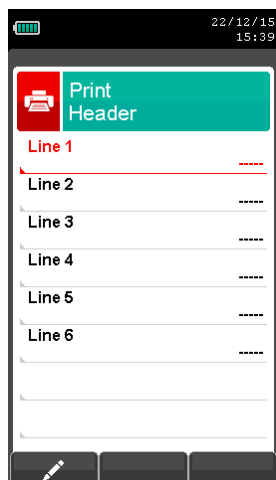 22/12/15
15:39
Print
Header
Line 1
-----
Line 2
-----
Line 3
-----
Line 4
-----
Line 5
-----
Line 6
-----